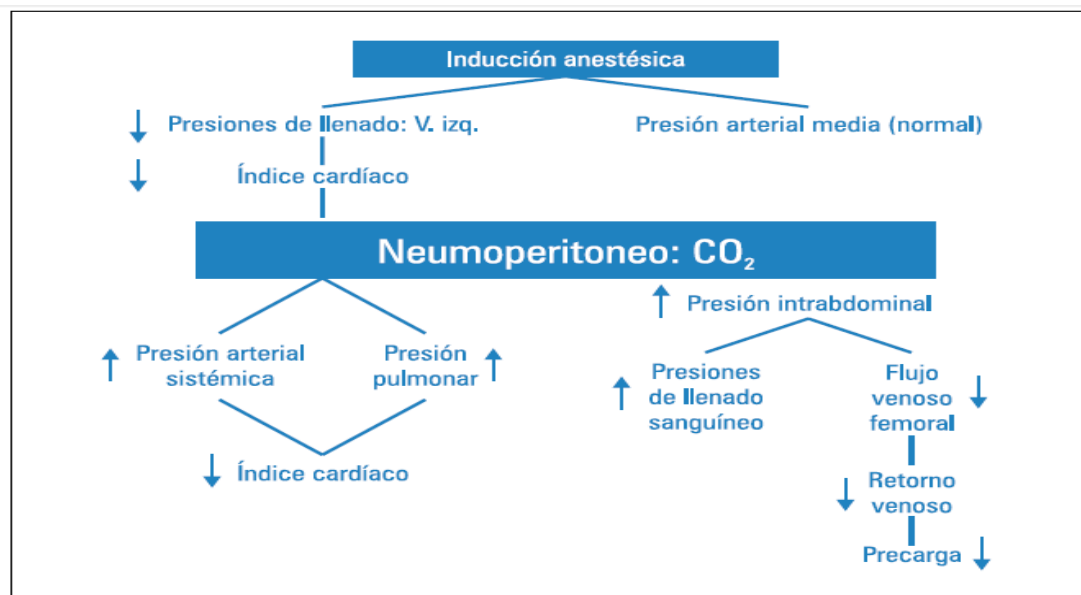 Inducción anestésica
↓ Presiones de llenado: V. izq.
Presión arterial media (normal)
↓ Índice cardíaco
Neumoperitoneo: CO₂
↑ Presión intrabdominal
↑ Presión arterial
sistémica
Presión
pulmonar ↑
↑ Presiones
de llenado
sanguíneo
Flujo
venoso
femoral ↓
↓ Índice cardíaco
↓ Retorno
venoso
Precarga ↓